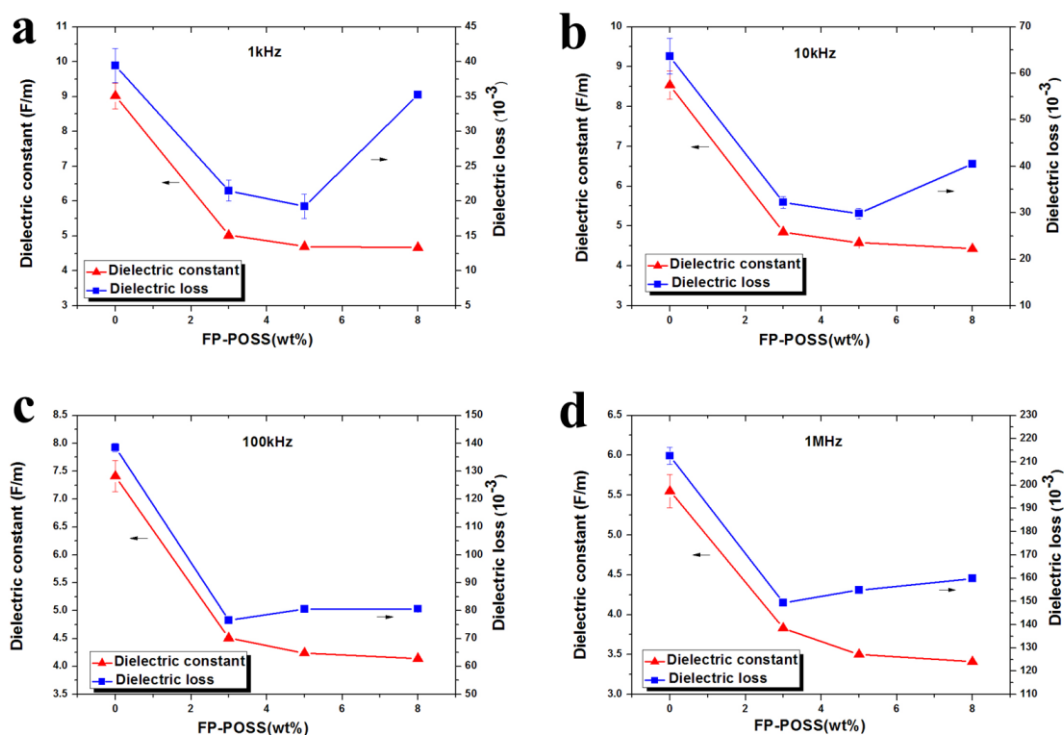 a
1kHz
Dielectric constant (F/m)
11
10
9
8
7
6
5
4
3
45
40
35
30
25
20
15
10
5
Dielectric loss (10⁻³)
Dielectric constant
Dielectric loss
0 2 4 6 8
FP-POSS(wt%)
b
10kHz
Dielectric constant (F/m)
10
9
8
7
6
5
4
3
70
60
50
40
30
20
10
Dielectric loss (10⁻³)
Dielectric constant
Dielectric loss
0 2 4 6 8
FP-POSS(wt%)
c
100kHz
Dielectric constant (F/m)
8.5
8.0
7.5
7.0
6.5
6.0
5.5
5.0
4.5
4.0
3.5
150
140
130
120
110
100
90
80
70
60
50
Dielectric loss (10⁻³)
Dielectric constant
Dielectric loss
0 2 4 6 8
FP-POSS(wt%)
d
1MHz
Dielectric constant (F/m)
6.5
6.0
5.5
5.0
4.5
4.0
3.5
3.0
230
220
210
200
190
180
170
160
150
140
130
120
110
Dielectric loss (10⁻³)
Dielectric constant
Dielectric loss
0 2 4 6 8
FP-POSS(wt%)